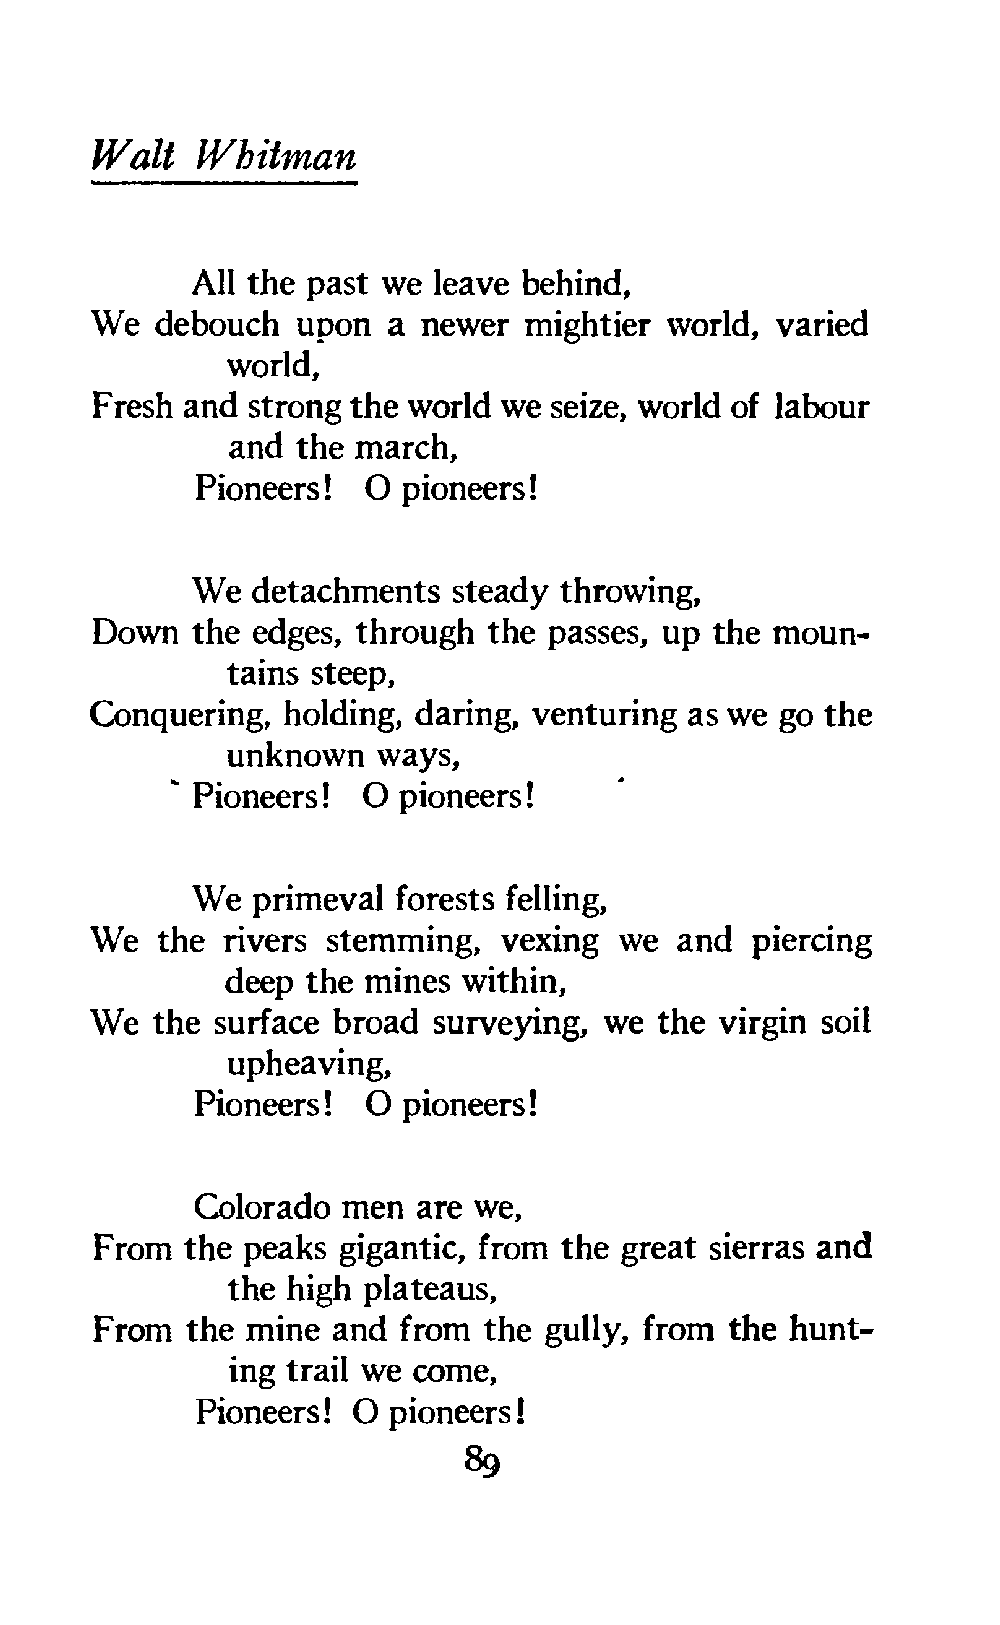 Walt Whitman
All the past we leave behind,
We debouch upon a newer mightier world, varied
world,
Fresh and strong the world we seize, world of labour
and the march,
Pioneers! O pioneers!
We detachments steady throwing,
Down the edges, through the passes, up the moun-
tains steep,
Conquering, holding, daring, venturing as we go the
unknown ways,
Pioneers! O pioneers!
We primeval forests felling,
We the rivers stemming, vexing we and piercing
deep the mines within,
We the surface broad surveying, we the virgin soil
upheaving,
Pioneers! O pioneers!
Colorado men are we,
From the peaks gigantic, from the great sierras and
the high plateaus,
From the mine and from the gully, from the hunt-
ing trail we come,
Pioneers! O pioneers!
89